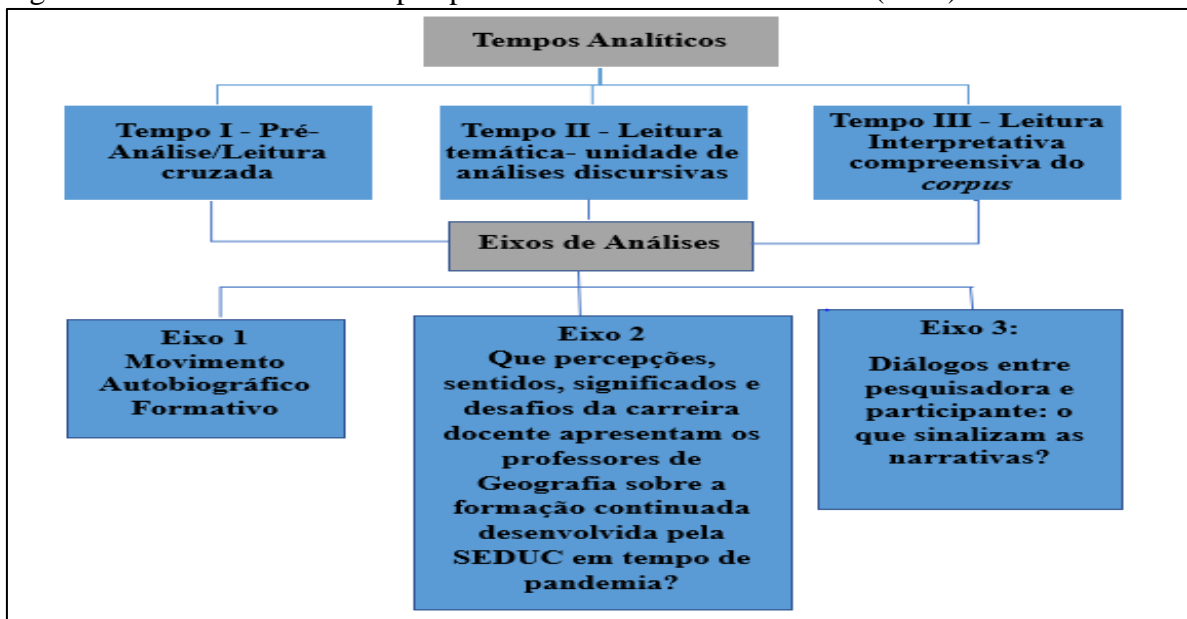 Tempos Analíticos
Tempo I - Pré-
Análise/Leitura
cruzada
Tempo II - Leitura
temática- unidade de
análises discursivas
Tempo III - Leitura
Interpretativa
compreensiva do
corpus
Eixos de Análises
Eixo 1
Movimento
Autobiográfico
Formativo
Eixo 2
Que percepções,
sentidos, significados e
desafios da carreira
docente apresentam os
professores de
Geografia sobre a
formação continuada
desenvolvida pela
SEDUC em tempo de
pandemia?
Eixo 3:
Diálogos entre
pesquisadora e
participante: o
que sinalizam as
narrativas?